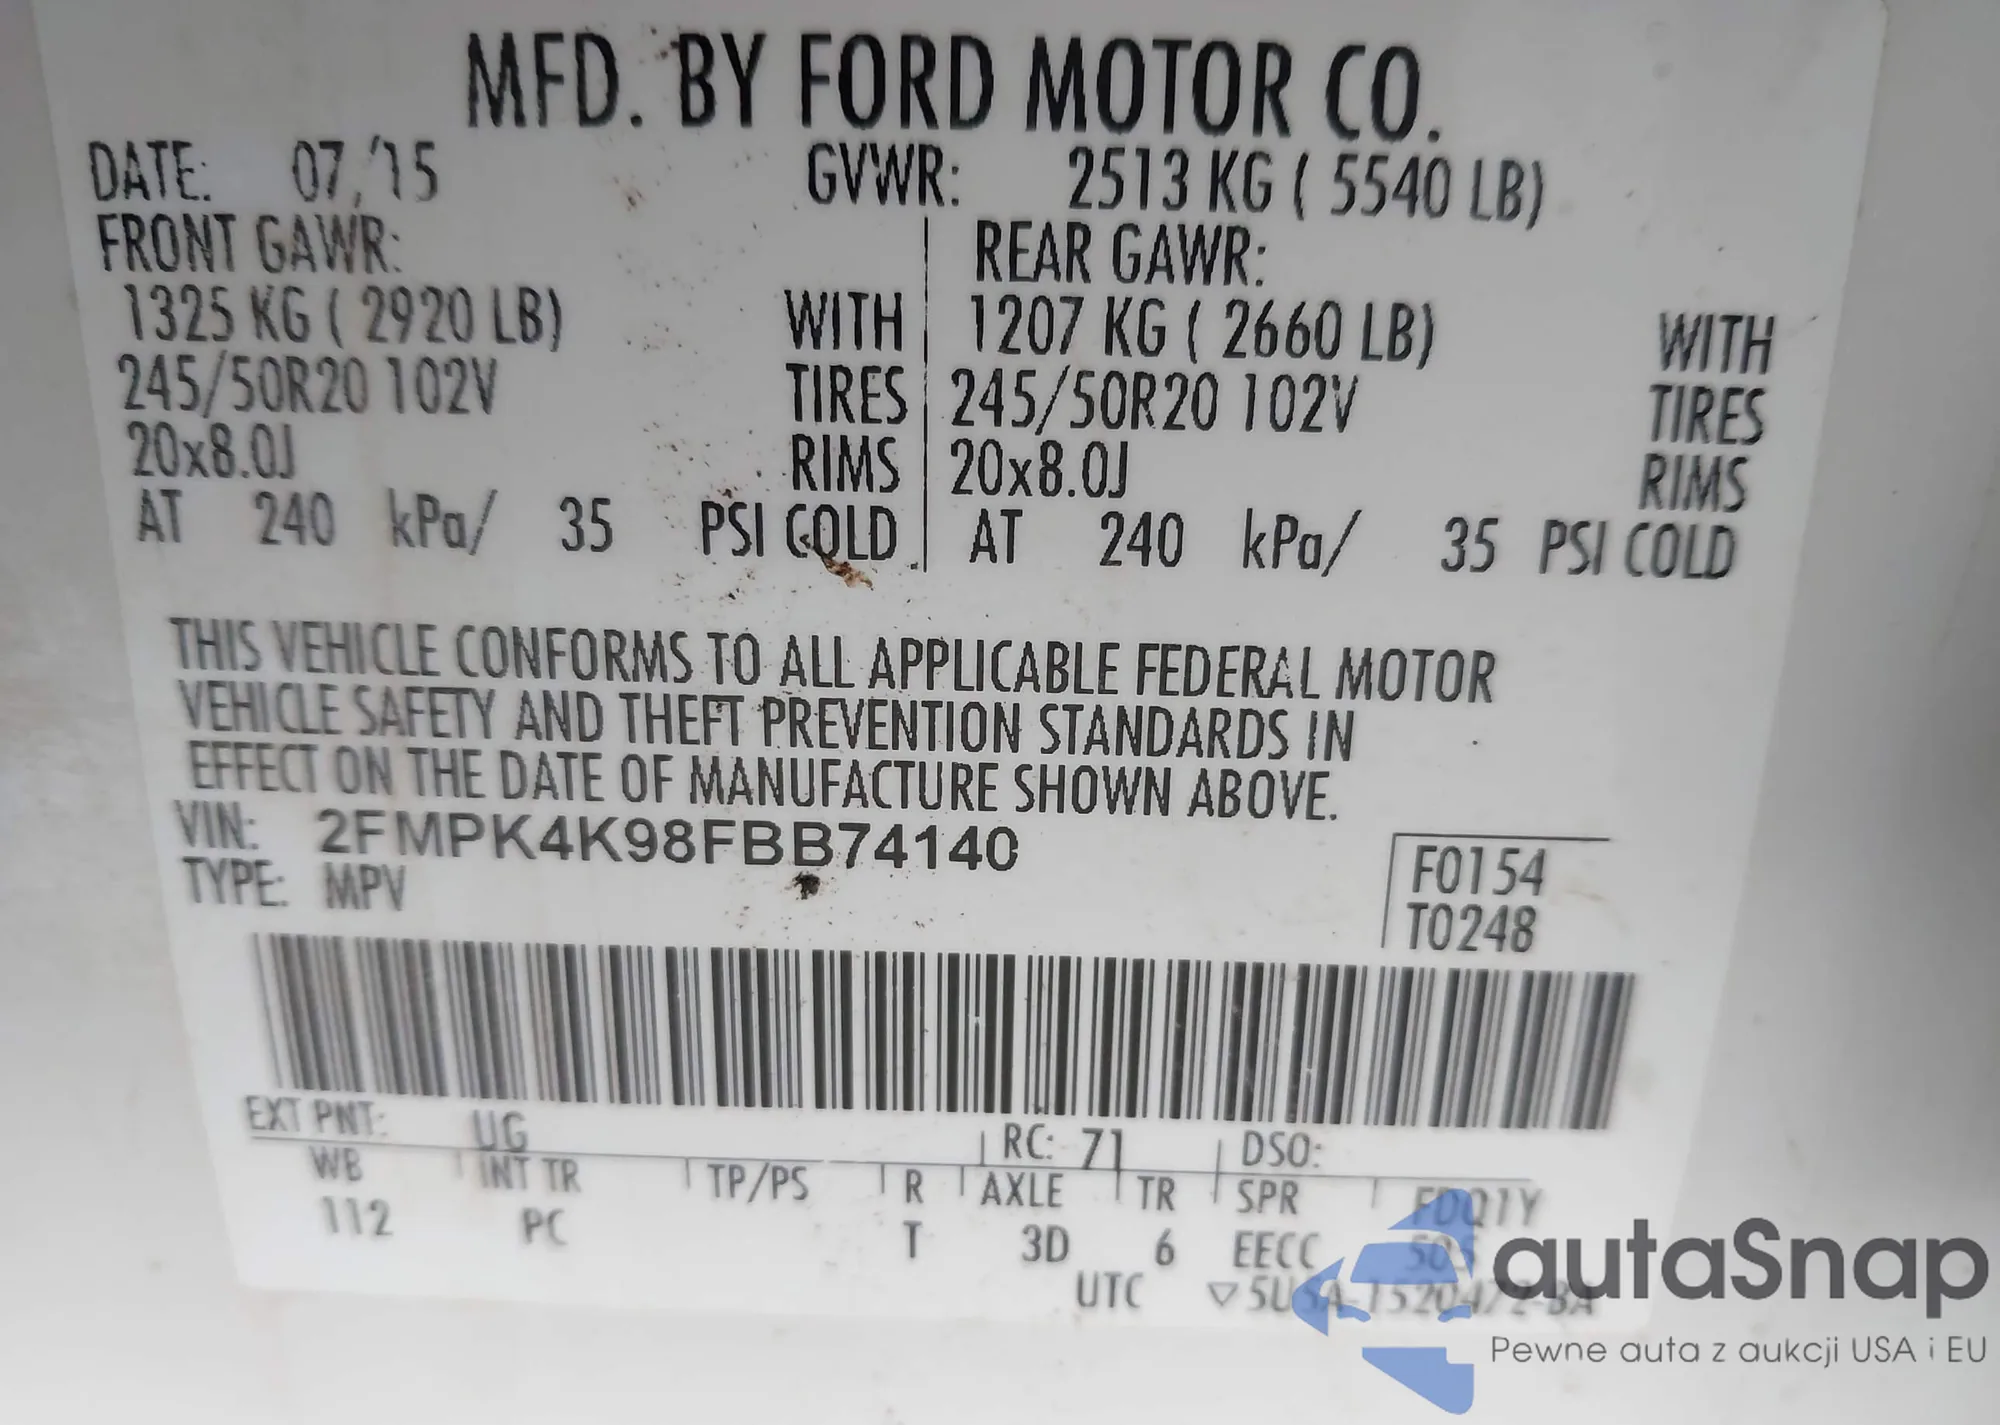 MFD. BY FORD MOTOR CO.
DATE: 07,'15 GVWR: 2513 KG ( 5540 LB)
FRONT GAWR: REAR GAWR:
1325 KG ( 2920 LB) WITH 1207 KG ( 2660 LB) WITH
245/50R20 102V TIRES 245/50R20 102V TIRES
20x8.0J RIMS 20x8.0J RIMS
AT 240 kPa/ 35 PSI COLD AT 240 kPa/ 35 PSI COLD
THIS VEHICLE CONFORMS TO ALL APPLICABLE FEDERAL MOTOR
VEHICLE SAFETY AND THEFT PREVENTION STANDARDS IN
EFFECT ON THE DATE OF MANUFACTURE SHOWN ABOVE.
VIN: 2FMPK4K98FBB74140
TYPE: MPV
F0154
T0248
EXT PNT: UG RC: 71 DSO:
WB INT TR TP/PS R AXLE TR SPR FDQ1Y
112 PC T 3D 6 EECC 505
UTC ▽5USA-1520472-BA
autaSnap
Pewne auta z aukcji USA i EU